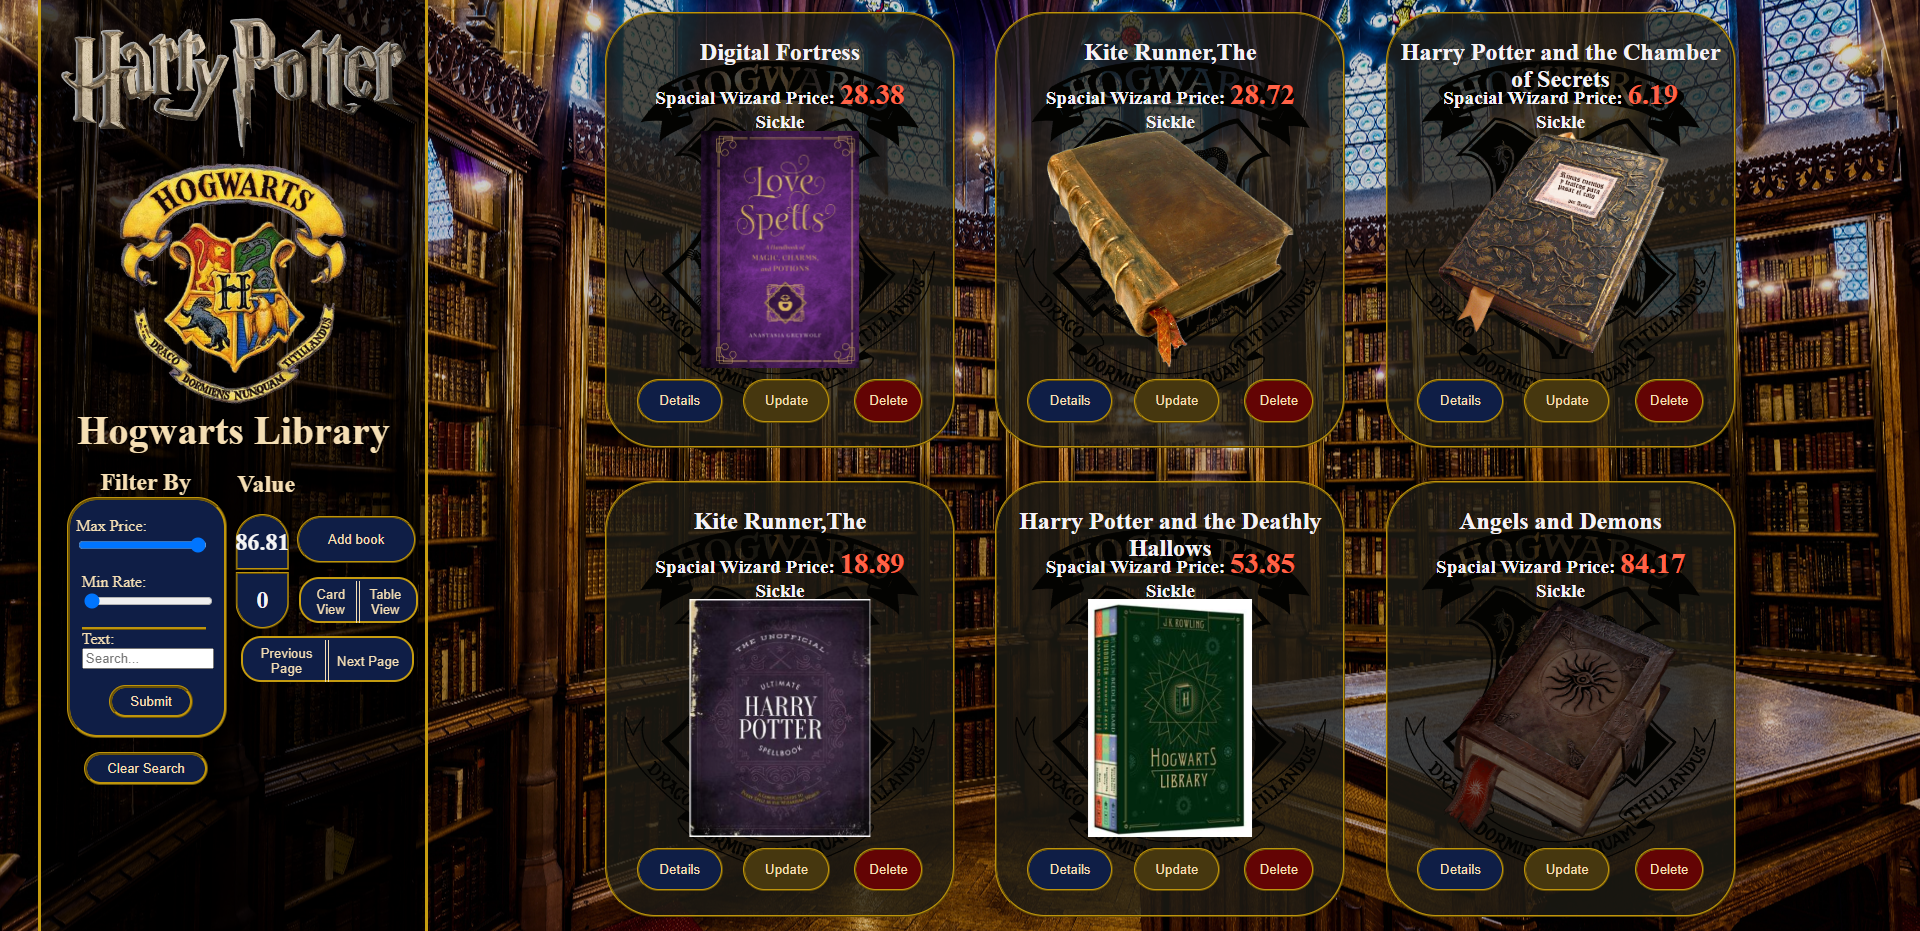 Harry Potter
HOGWARTS
H
DRACO
DORMIENS NUNQUAM
TITILLANDUS
Hogwarts Library
Filter By
Value
Max Price:
86.81
Add book
Min Rate:
0
Card
View
Table
View
Text:
Search...
Previous
Page
Next Page
Submit
Clear Search
Digital Fortress
Spacial Wizard Price: 28.38
Sickle
Love
Spells
A Handbook of
MAGIC, CHARMS,
and POTIONS
ANASTASIA GREYWOLF
Details
Update
Delete
Kite Runner,The
Spacial Wizard Price: 28.72
Sickle
Details
Update
Delete
Harry Potter and the Chamber
of Secrets
Spacial Wizard Price: 6.19
Sickle
Details
Update
Delete
Kite Runner,The
Spacial Wizard Price: 18.89
Sickle
THE UNOFFICIAL
ULTIMATE
HARRY
POTTER
SPELLBOOK
Details
Update
Delete
Harry Potter and the Deathly
Hallows
Spacial Wizard Price: 53.85
Sickle
J.K. ROWLING
H
HOGWARTS
LIBRARY
Details
Update
Delete
Angels and Demons
Spacial Wizard Price: 84.17
Sickle
Details
Update
Delete